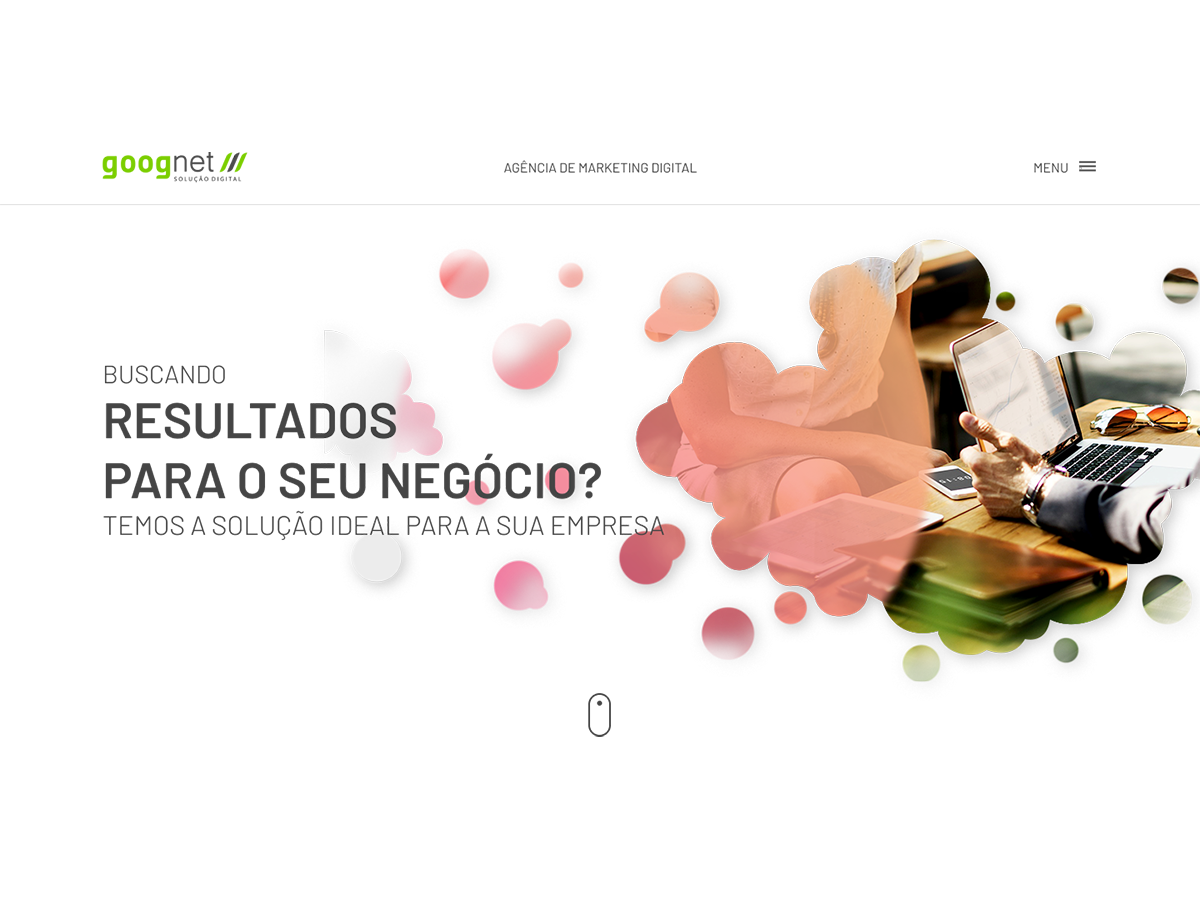 goognet
SOLUÇÃO DIGITAL
AGÊNCIA DE MARKETING DIGITAL
MENU
BUSCANDO
RESULTADOS
PARA O SEU NEGÓCIO?
TEMOS A SOLUÇÃO IDEAL PARA A SUA EMPRESA